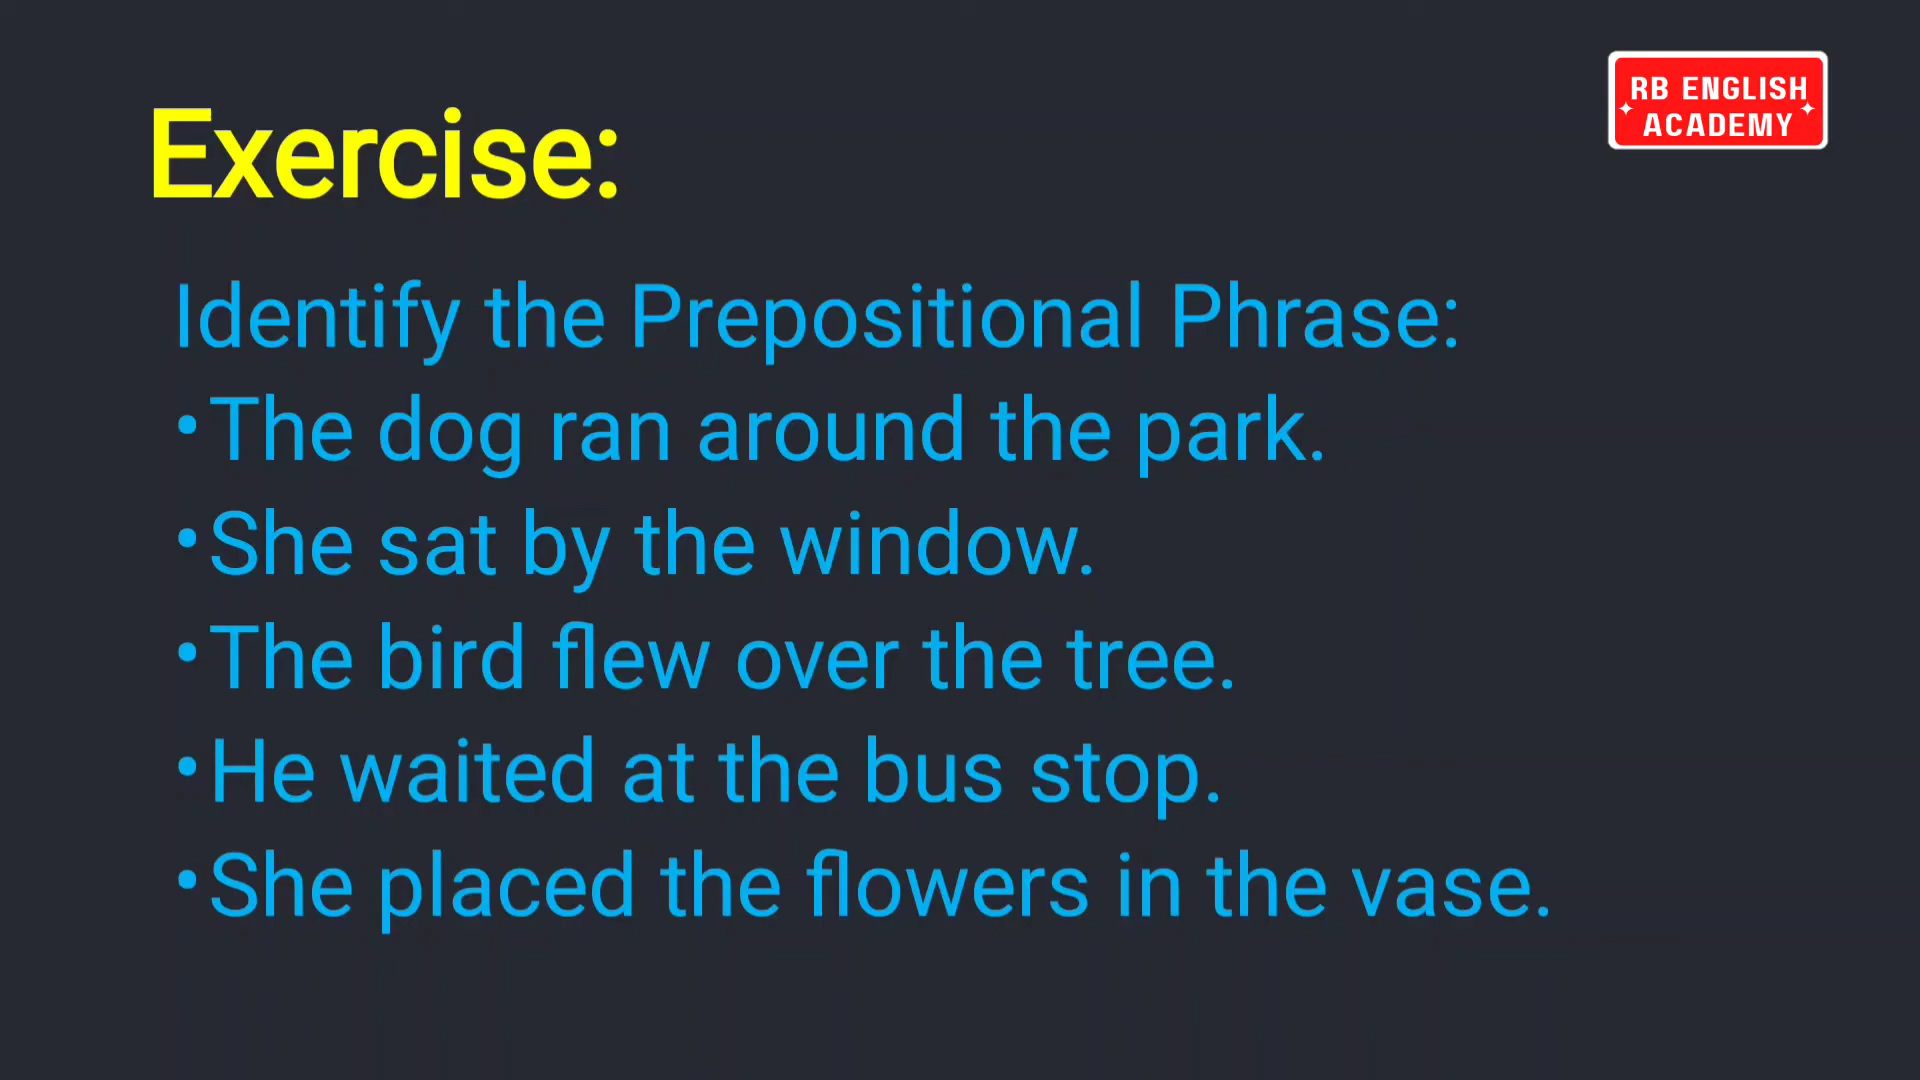 RB ENGLISH
ACADEMY
Exercise:
Identify the Prepositional Phrase:
•The dog ran around the park.
•She sat by the window.
•The bird flew over the tree.
•He waited at the bus stop.
•She placed the flowers in the vase.